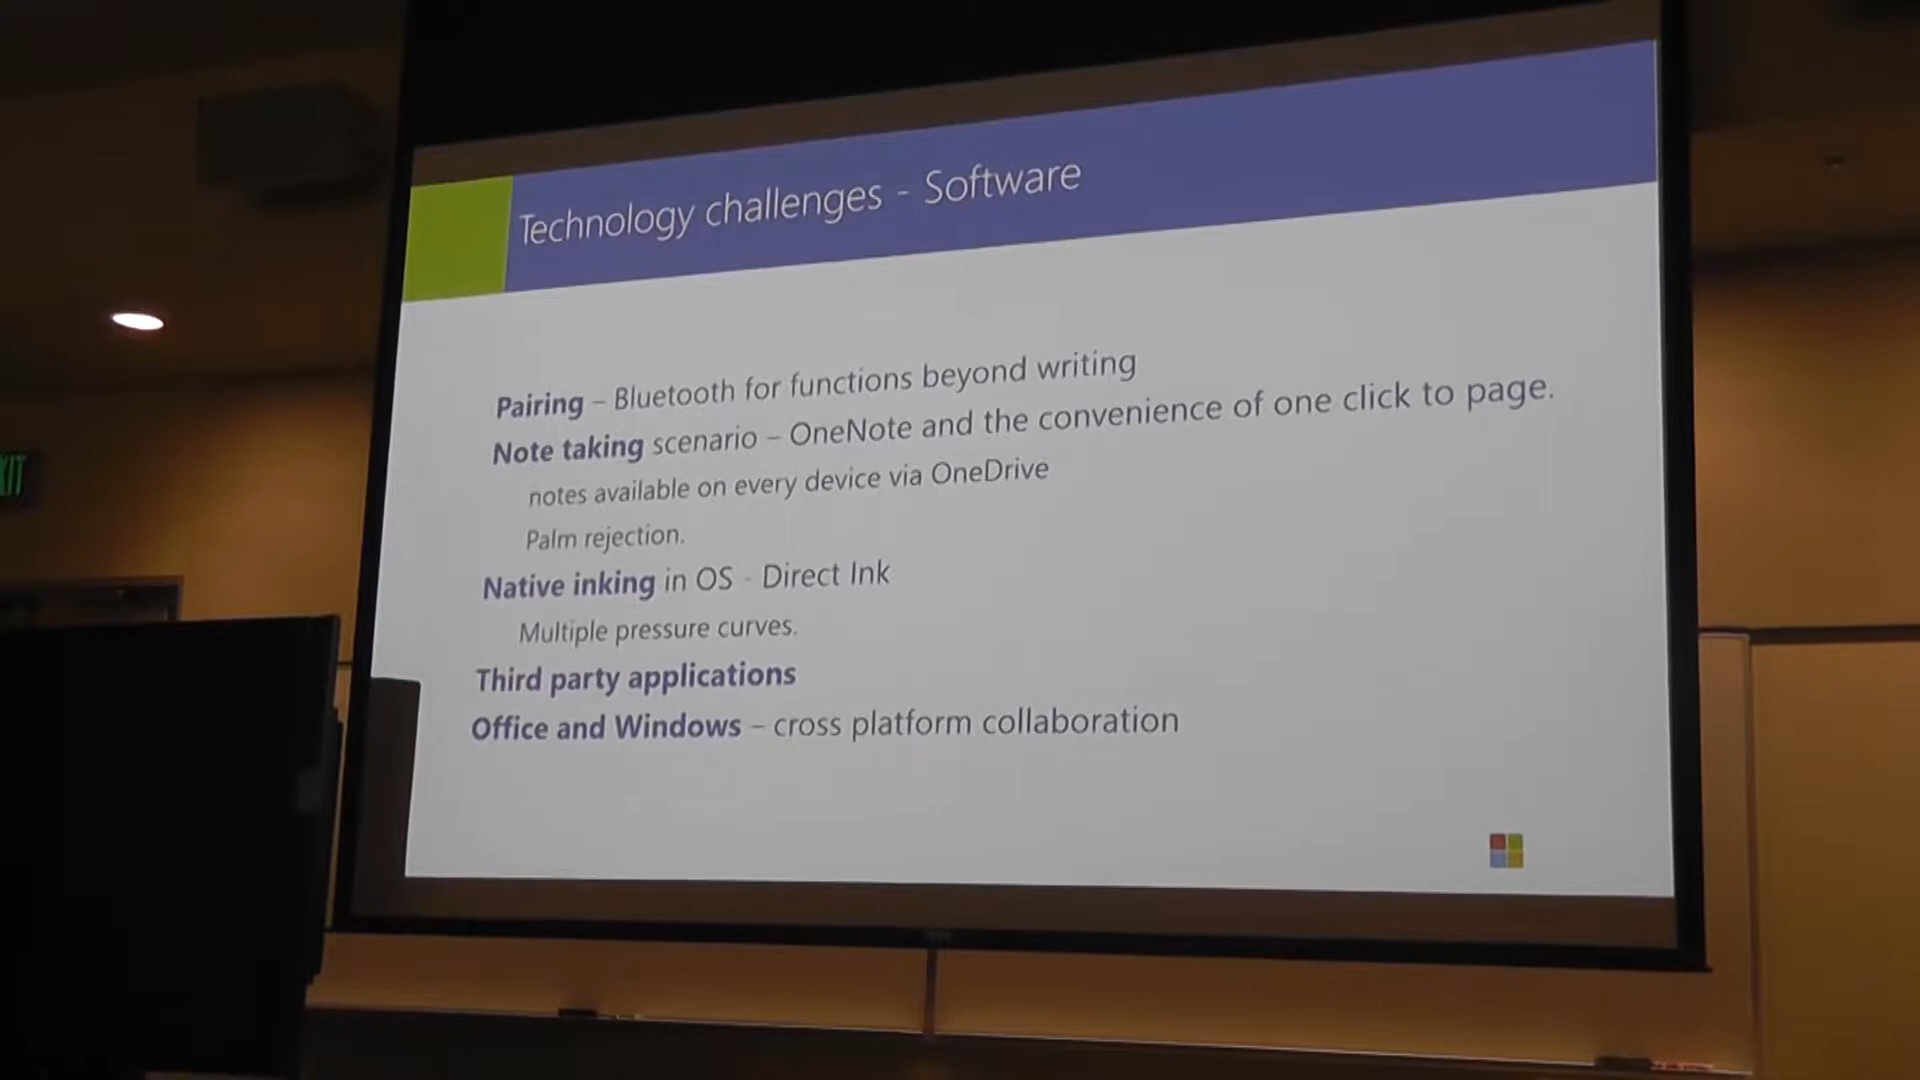 Technology challenges - Software
Pairing – Bluetooth for functions beyond writing
Note taking scenario – OneNote and the convenience of one click to page.
notes available on every device via OneDrive
Palm rejection.
Native inking in OS - Direct Ink
Multiple pressure curves.
Third party applications
Office and Windows – cross platform collaboration
XIT